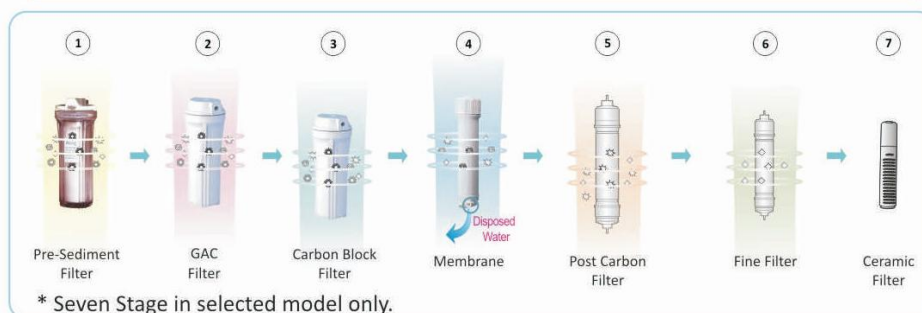 1
2
3
4
5
6
7
Disposed
Water
Pre-Sediment
Filter
GAC
Filter
Carbon Block
Filter
Membrane
Post Carbon
Filter
Fine Filter
Ceramic
Filter
* Seven Stage in selected model only.